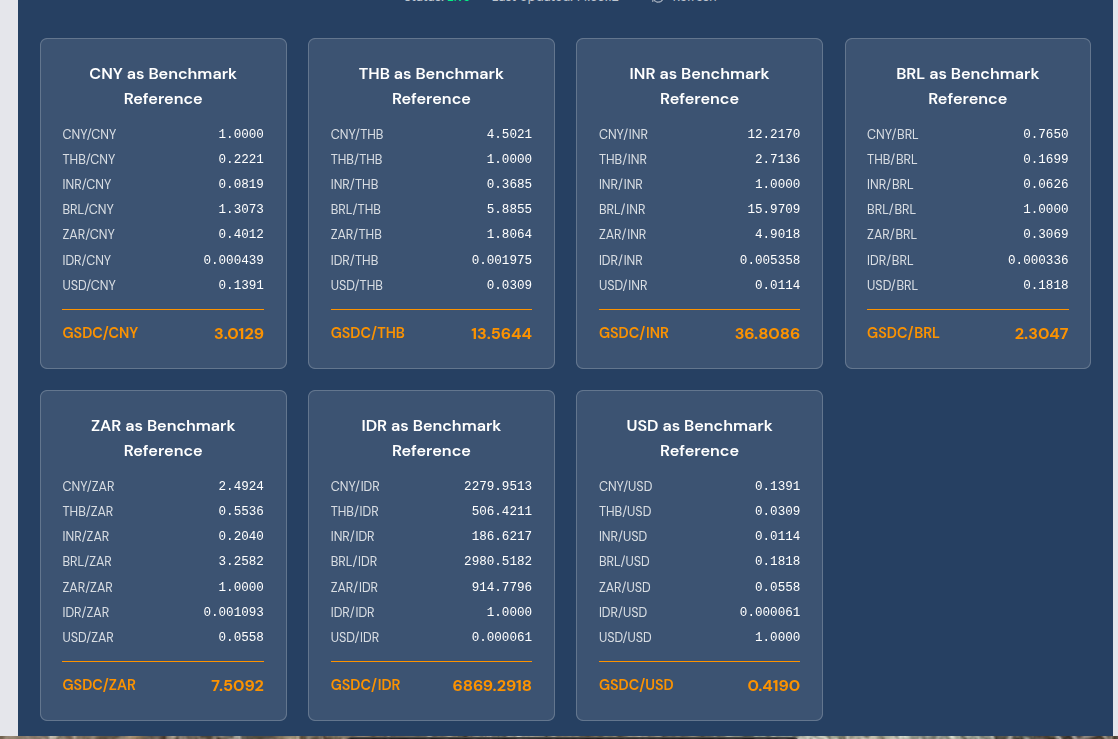 CNY as Benchmark
Reference
CNY/CNY 1.0000
THB/CNY 0.2221
INR/CNY 0.0819
BRL/CNY 1.3073
ZAR/CNY 0.4012
IDR/CNY 0.000439
USD/CNY 0.1391
GSDC/CNY 3.0129
THB as Benchmark
Reference
CNY/THB 4.5021
THB/THB 1.0000
INR/THB 0.3685
BRL/THB 5.8855
ZAR/THB 1.8064
IDR/THB 0.001975
USD/THB 0.0309
GSDC/THB 13.5644
INR as Benchmark
Reference
CNY/INR 12.2170
THB/INR 2.7136
INR/INR 1.0000
BRL/INR 15.9709
ZAR/INR 4.9018
IDR/INR 0.005358
USD/INR 0.0114
GSDC/INR 36.8086
BRL as Benchmark
Reference
CNY/BRL 0.7650
THB/BRL 0.1699
INR/BRL 0.0626
BRL/BRL 1.0000
ZAR/BRL 0.3069
IDR/BRL 0.000336
USD/BRL 0.1818
GSDC/BRL 2.3047
ZAR as Benchmark
Reference
CNY/ZAR 2.4924
THB/ZAR 0.5536
INR/ZAR 0.2040
BRL/ZAR 3.2582
ZAR/ZAR 1.0000
IDR/ZAR 0.001093
USD/ZAR 0.0558
GSDC/ZAR 7.5092
IDR as Benchmark
Reference
CNY/IDR 2279.9513
THB/IDR 506.4211
INR/IDR 186.6217
BRL/IDR 2980.5182
ZAR/IDR 914.7796
IDR/IDR 1.0000
USD/IDR 0.000061
GSDC/IDR 6869.2918
USD as Benchmark
Reference
CNY/USD 0.1391
THB/USD 0.0309
INR/USD 0.0114
BRL/USD 0.1818
ZAR/USD 0.0558
IDR/USD 0.000061
USD/USD 1.0000
GSDC/USD 0.4190